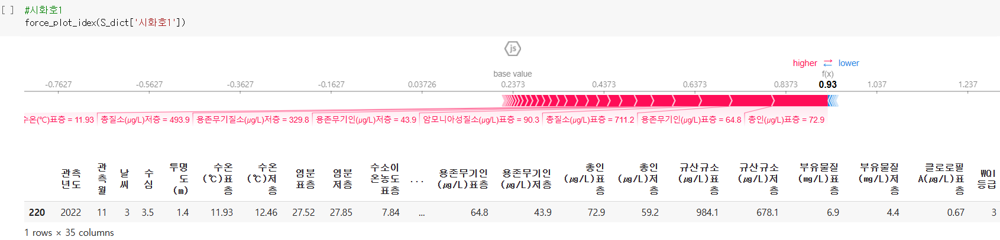 [ ] #시화호1
force_plot_idex(S_dict['시화호1'])
js
higher ⇄ lower
base value f(x)
-0.7627 -0.5627 -0.3627 -0.1627 0.03726 0.2373 0.4373 0.6373 0.8373 0.93 1.037 1.237
수온(℃)표층 = 11.93 총질소(㎍/L)저층 = 493.9 용존무기질소(㎍/L)저층 = 329.8 용존무기인(㎍/L)저층 = 43.9 암모니아성질소(㎍/L)표층 = 90.3 총질소(㎍/L)표층 = 711.2 용존무기인(㎍/L)표층 = 64.8 총인(㎍/L)표층 = 72.9
관측년도 관측월 날씨 수심 투명도(m) 수온(℃)표층 수온(℃)저층 염분표층 염분저층 수소이온농도표층 ... 용존무기인(㎍/L)표층 용존무기인(㎍/L)저층 총인(㎍/L)표층 총인(㎍/L)저층 규산규소(㎍/L)표층 규산규소(㎍/L)저층 부유물질(mg/L)표층 부유물질(mg/L)저층 클로로필A(㎍/L)표층 WQI등급
220 2022 11 3 3.5 1.4 11.93 12.46 27.52 27.85 7.84 ... 64.8 43.9 72.9 59.2 984.1 678.1 6.9 4.4 0.67 3
1 rows × 35 columns